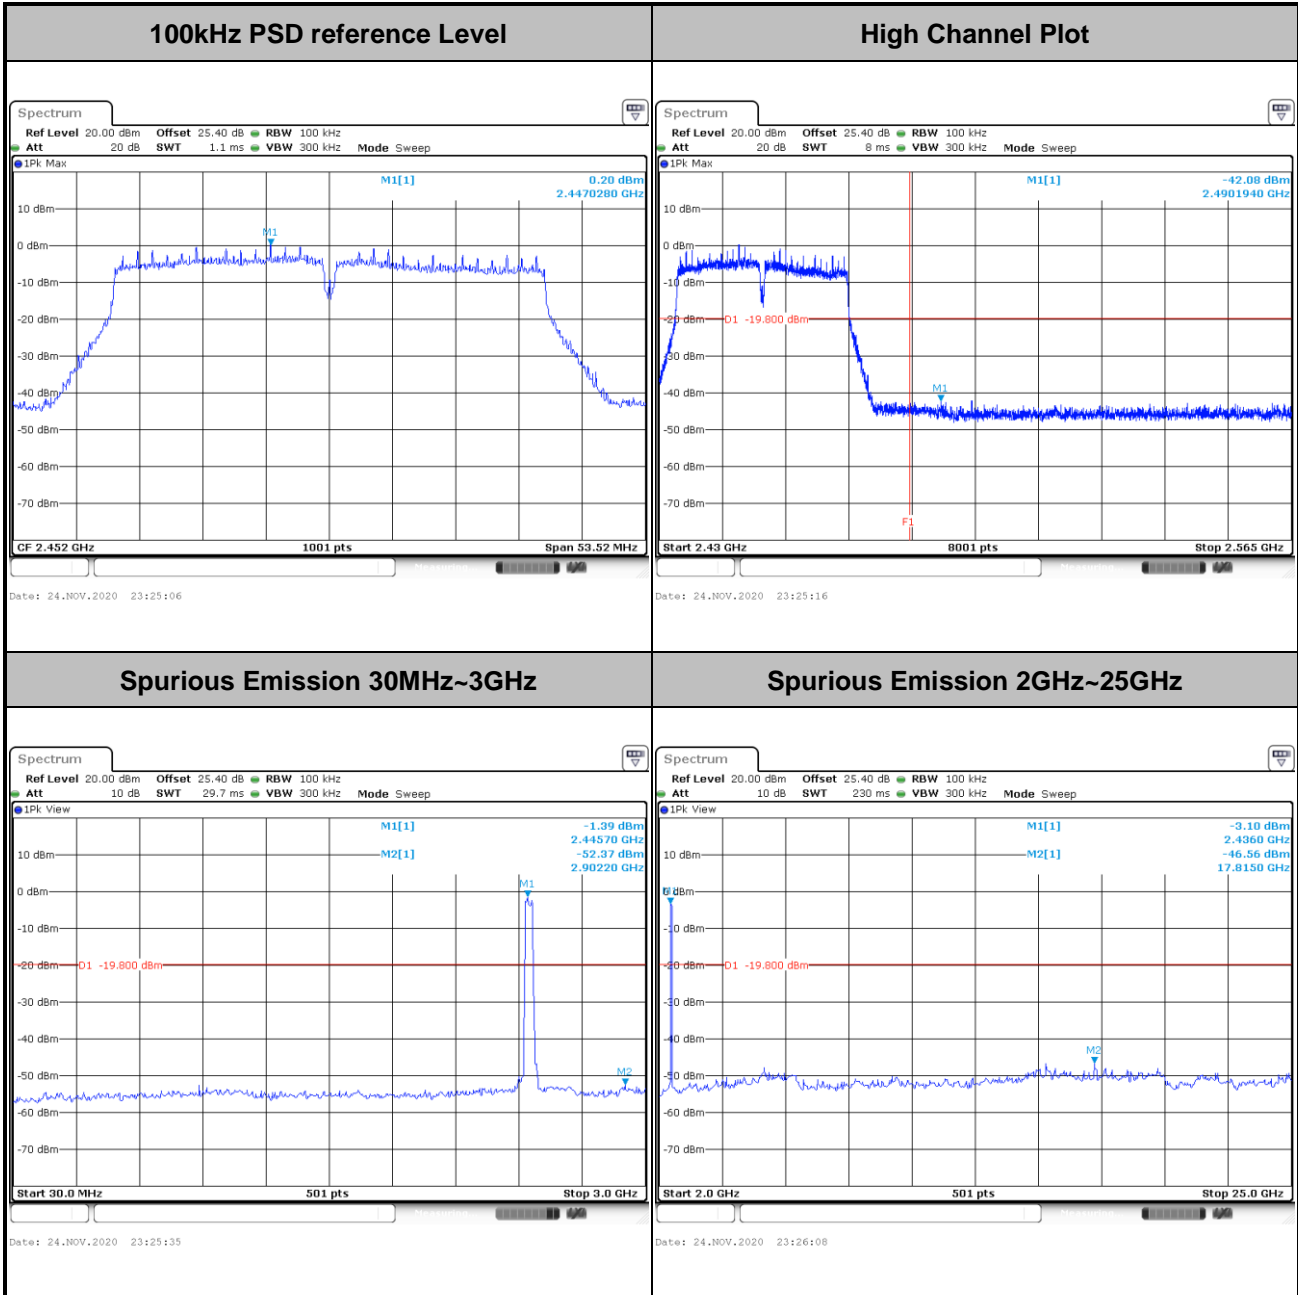 100kHz PSD reference Level
High Channel Plot
Spectrum
Ref Level 20.00 dBm Offset 25.40 dB RBW 100 kHz
Att 20 dB SWT 1.1 ms VBW 300 kHz Mode Sweep
1Pk Max
M1[1] 0.20 dBm
2.4470280 GHz
10 dBm
M1
0 dBm
-10 dBm
-20 dBm
-30 dBm
-40 dBm
-50 dBm
-60 dBm
-70 dBm
CF 2.452 GHz 1001 pts Span 53.52 MHz
Measuring...
Date: 24.NOV.2020 23:25:06
Spectrum
Ref Level 20.00 dBm Offset 25.40 dB RBW 100 kHz
Att 20 dB SWT 8 ms VBW 300 kHz Mode Sweep
1Pk Max
M1[1] -42.08 dBm
2.4901940 GHz
10 dBm
0 dBm
-10 dBm
-20 dBm D1 -19.800 dBm
-30 dBm
-40 dBm
M1
-50 dBm
-60 dBm
-70 dBm
F1
Start 2.43 GHz 8001 pts Stop 2.565 GHz
Measuring...
Date: 24.NOV.2020 23:25:16
Spurious Emission 30MHz~3GHz
Spurious Emission 2GHz~25GHz
Spectrum
Ref Level 20.00 dBm Offset 25.40 dB RBW 100 kHz
Att 10 dB SWT 29.7 ms VBW 300 kHz Mode Sweep
1Pk View
M1[1] -1.39 dBm
2.44570 GHz
10 dBm M2[1] -52.37 dBm
2.90220 GHz
M1
0 dBm
-10 dBm
-20 dBm D1 -19.800 dBm
-30 dBm
-40 dBm
-50 dBm
M2
-60 dBm
-70 dBm
Start 30.0 MHz 501 pts Stop 3.0 GHz
Measuring...
Date: 24.NOV.2020 23:25:35
Spectrum
Ref Level 20.00 dBm Offset 25.40 dB RBW 100 kHz
Att 10 dB SWT 230 ms VBW 300 kHz Mode Sweep
1Pk View
M1[1] -3.10 dBm
2.4360 GHz
10 dBm M2[1] -46.56 dBm
17.8150 GHz
M1
0 dBm
-10 dBm
-20 dBm D1 -19.800 dBm
-30 dBm
-40 dBm
M2
-50 dBm
-60 dBm
-70 dBm
Start 2.0 GHz 501 pts Stop 25.0 GHz
Measuring...
Date: 24.NOV.2020 23:26:08